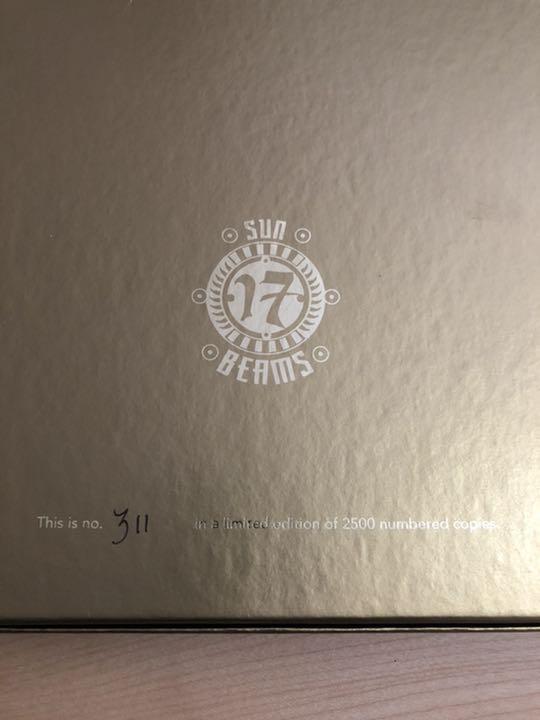 SUN
17
BEAMS
This is no. 311 in a limited edition of 2500 numbered copies.